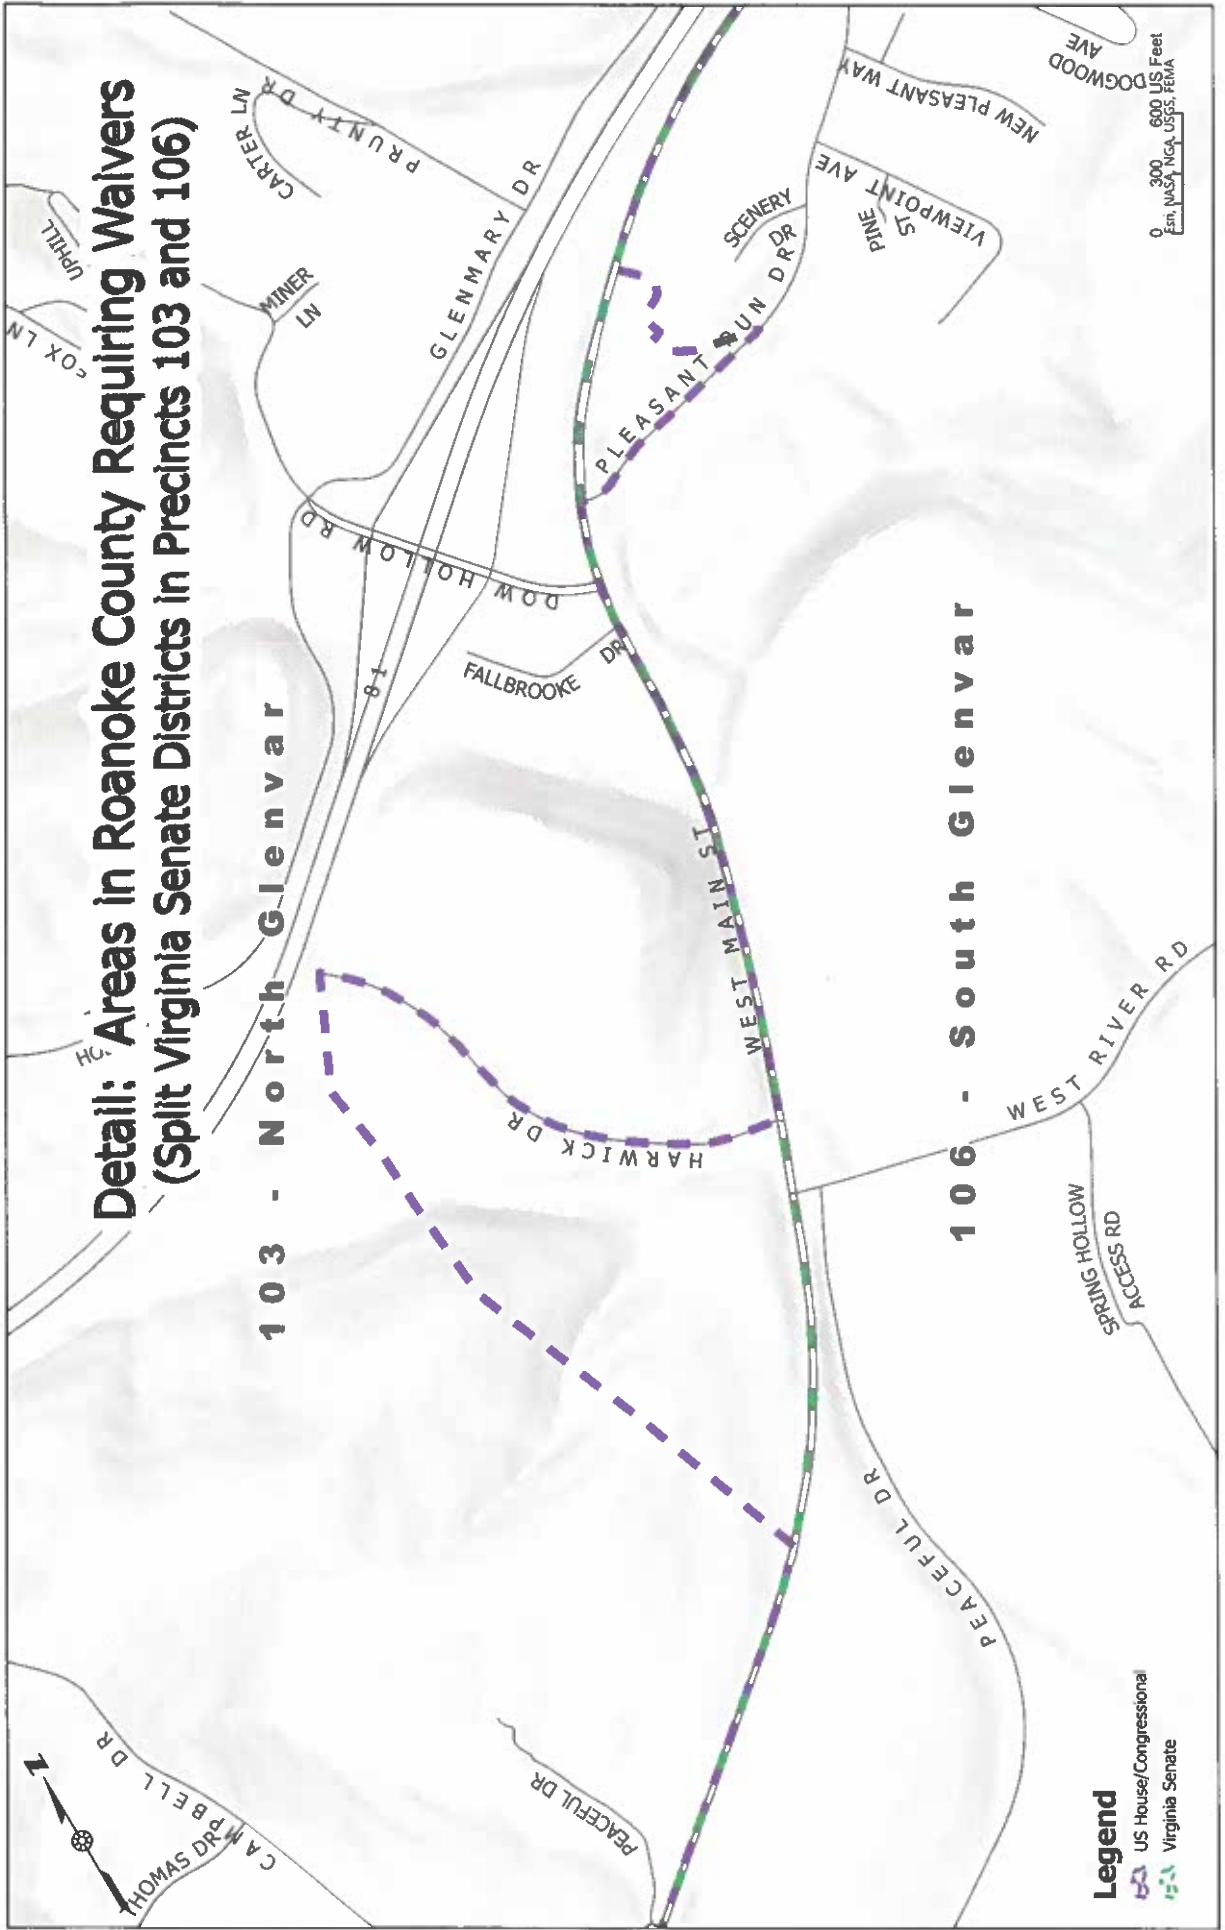 Detail: Areas in Roanoke County Requiring Waivers
(Split Virginia Senate Districts in Precincts 103 and 106)
THOMAS DR
CAMPBELL DR
Z
HO
FOX LN
UPHILL
CARTER LN
PRUNTY DR
MINER
LN
GLENMARY DR
103 - North Glenvar
81
DOW HOLLOW RD
FALLBROOKE
DR
HARWICK DR
WEST MAIN ST
PLEASANT RUN DR
SCENERY
DR
PINE
ST
VIEWPOINT AVE
NEW PLEASANT WAY
DOGWOOD
AVE
PEACEFUL DR
PEACEFUL DR
106 - South Glenvar
WEST RIVER RD
SPRING HOLLOW
ACCESS RD
Legend
US House/Congressional
Virginia Senate
0 300 600 US Feet
Esri, NASA, NGA, USGS, FEMA